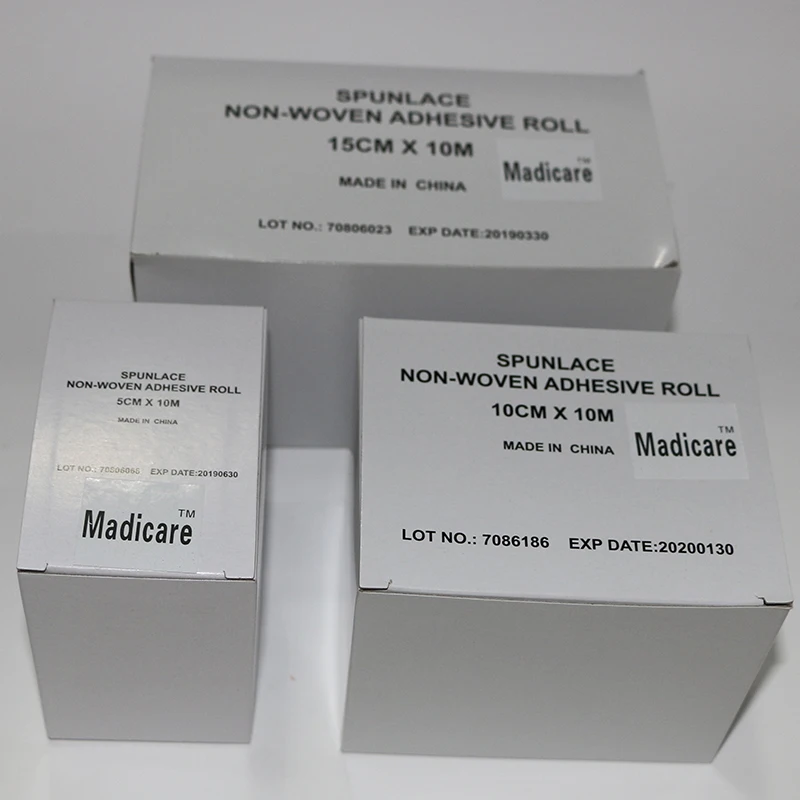 SPUNLACE
NON-WOVEN ADHESIVE ROLL
15CM X 10M
MADE IN CHINA
Madicare™
LOT NO.: 70806023 EXP DATE:20190330
SPUNLACE
NON-WOVEN ADHESIVE ROLL
5CM X 10M
MADE IN CHINA
LOT NO.: EXP DATE:20190630
Madicare™
SPUNLACE
NON-WOVEN ADHESIVE ROLL
10CM X 10M
MADE IN CHINA
Madicare™
LOT NO.: 7086186 EXP DATE:20200130